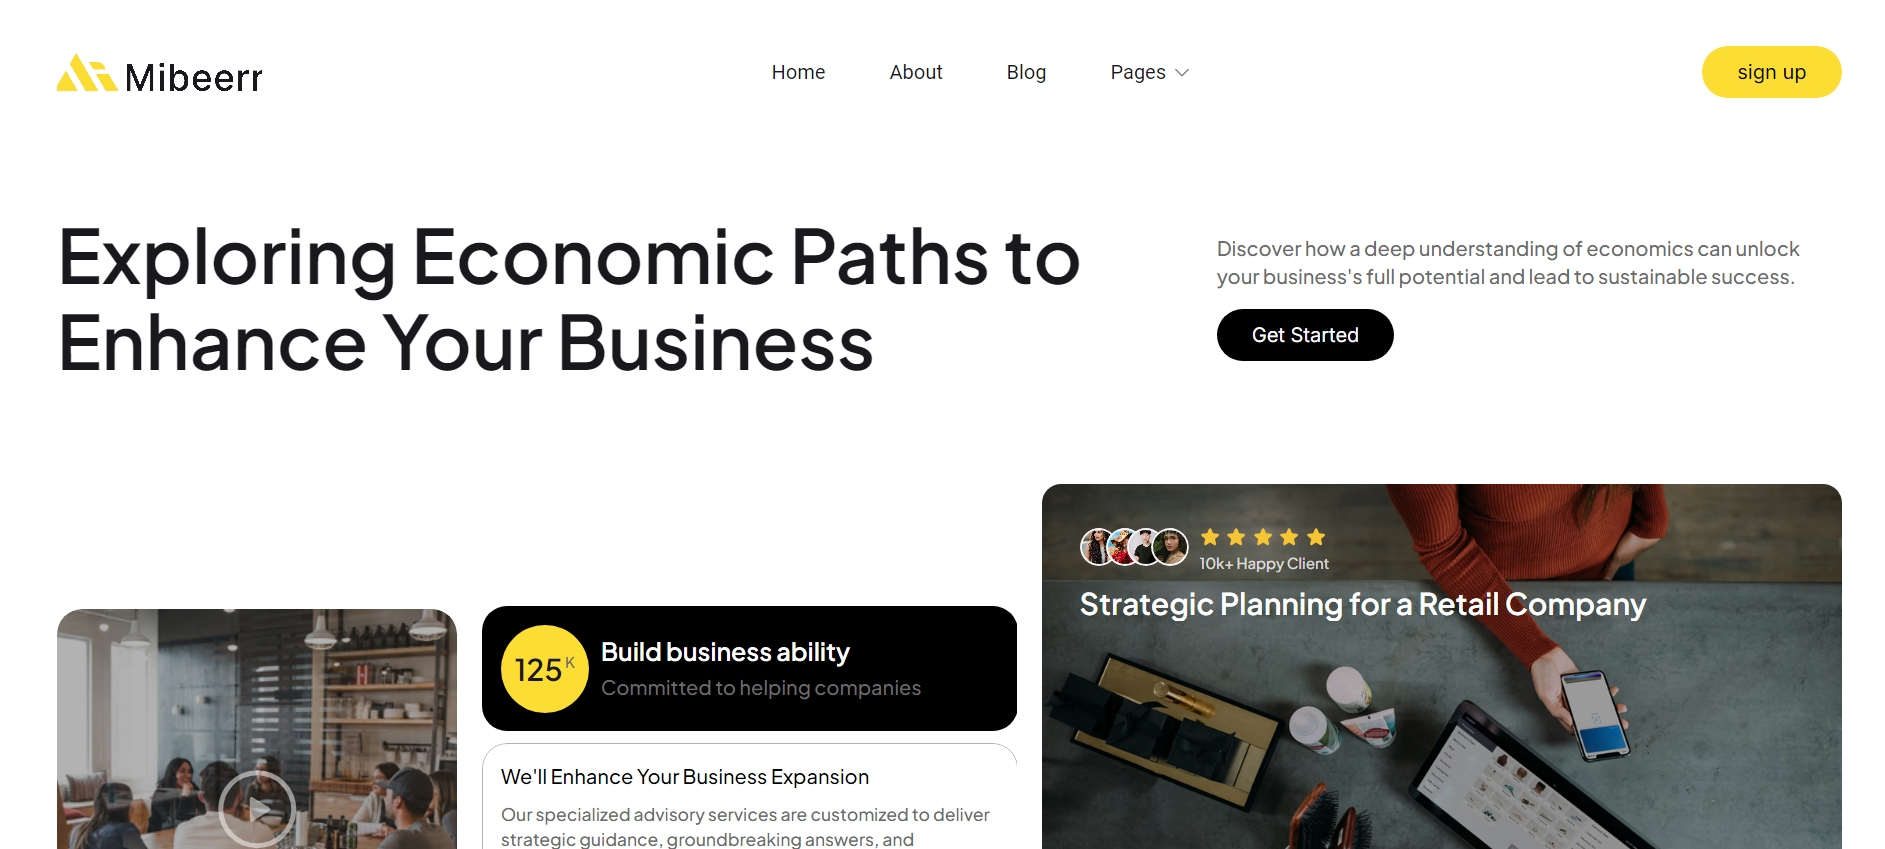 Mibeerr
Home
About
Blog
Pages
sign up
Exploring Economic Paths to
Enhance Your Business
Discover how a deep understanding of economics can unlock
your business's full potential and lead to sustainable success.
Get Started
10k+ Happy Client
Strategic Planning for a Retail Company
125 K
Build business ability
Committed to helping companies
We'll Enhance Your Business Expansion
Our specialized advisory services are customized to deliver
strategic guidance, groundbreaking answers, and